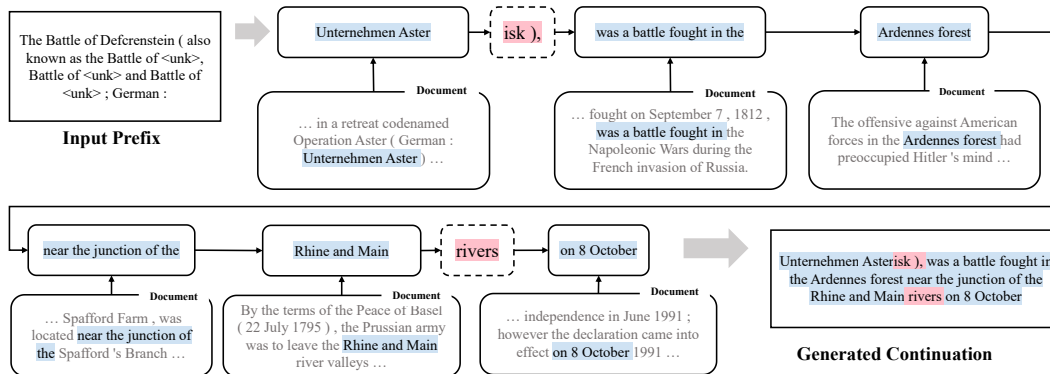 The Battle of Defcrenstein ( also
known as the Battle of <unk>,
Battle of <unk> and Battle of
<unk> ; German :
Input Prefix
Unternehmen Aster
isk ),
was a battle fought in the
Ardennes forest
Document
… in a retreat codenamed
Operation Aster ( German :
Unternehmen Aster ) …
Document
… fought on September 7 , 1812 ,
was a battle fought in the
Napoleonic Wars during the
French invasion of Russia.
Document
The offensive against American
forces in the Ardennes forest had
preoccupied Hitler 's mind …
near the junction of the
Rhine and Main
rivers
on 8 October
Document
… Spafford Farm , was
located near the junction of
the Spafford 's Branch …
Document
By the terms of the Peace of Basel
( 22 July 1795 ) , the Prussian army
was to leave the Rhine and Main
river valleys …
Document
… independence in June 1991 ;
however the declaration came into
effect on 8 October 1991 …
Unternehmen Asterisk ), was a battle fought in
the Ardennes forest near the junction of the
Rhine and Main rivers on 8 October
Generated Continuation